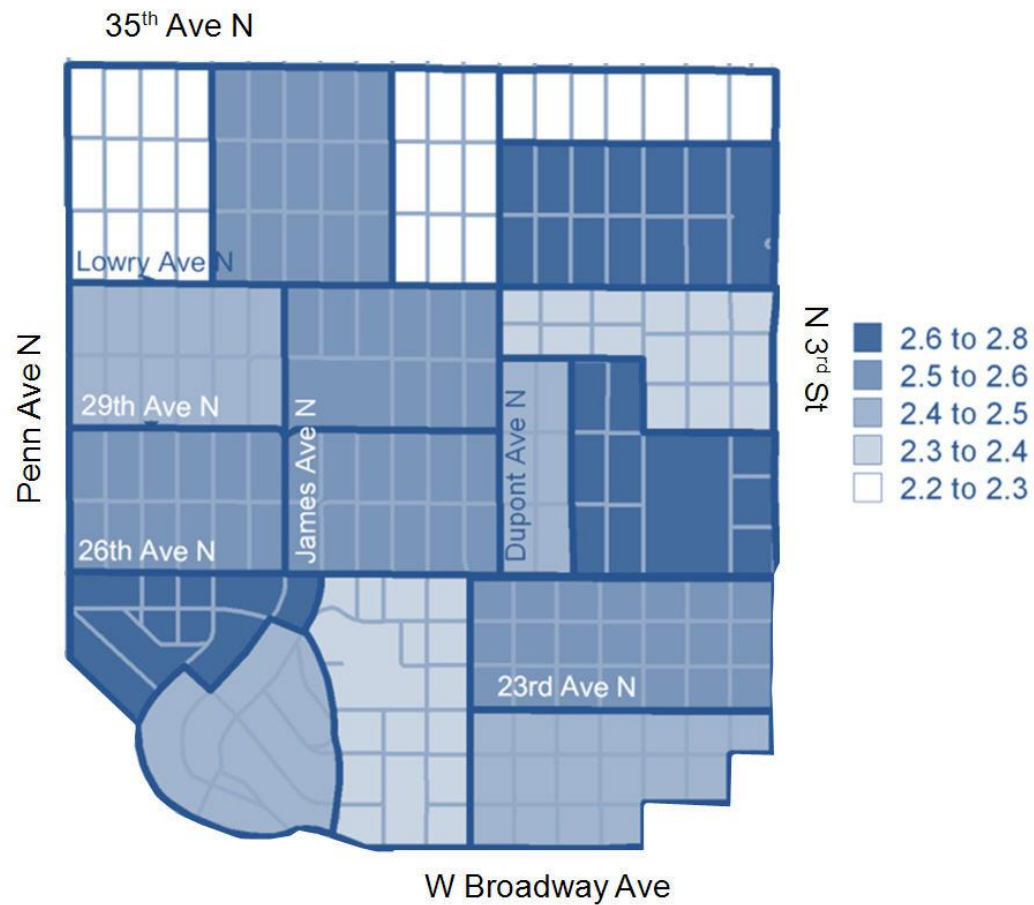 35th Ave N
Lowry Ave N
Penn Ave N
29th Ave N
James Ave N
Dupont Ave N
N 3rd St
26th Ave N
23rd Ave N
W Broadway Ave
2.6 to 2.8
2.5 to 2.6
2.4 to 2.5
2.3 to 2.4
2.2 to 2.3